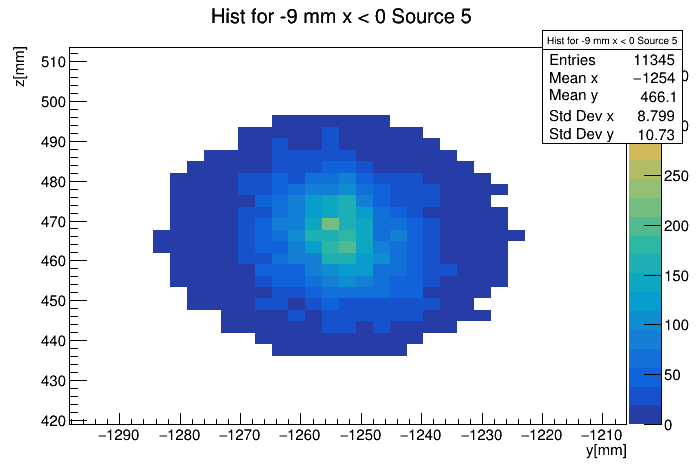 Hist for -9 mm x < 0 Source 5
Hist for -9 mm x < 0 Source 5
Entries 11345
Mean x −1254
Mean y 466.1
Std Dev x 8.799
Std Dev y 10.73
z[mm]
510
500
490
480
470
460
450
440
430
420
−1290 −1280 −1270 −1260 −1250 −1240 −1230 −1220 −1210
y[mm]
250
200
150
100
50
0